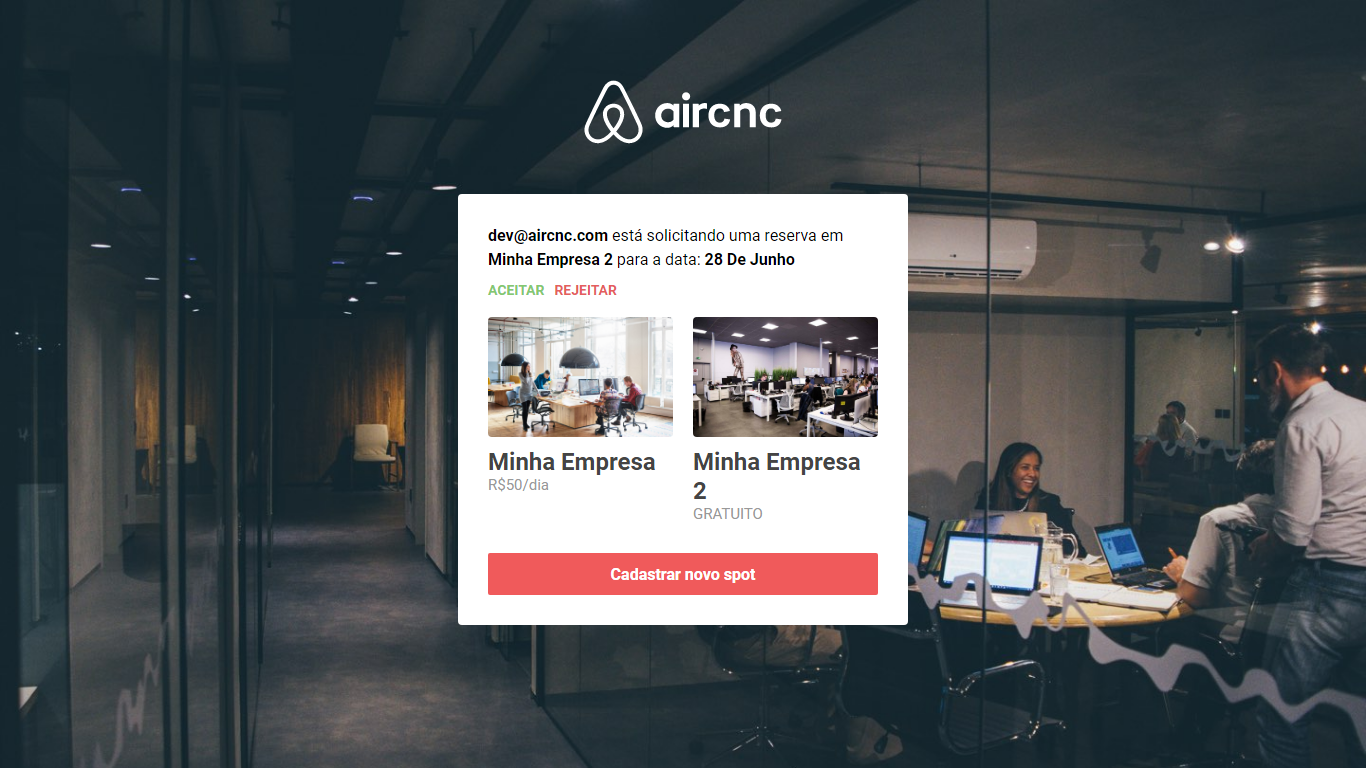 aircnc
dev@aircnc.com está solicitando uma reserva em
Minha Empresa 2 para a data: 28 De Junho
ACEITAR REJEITAR
Minha Empresa
R$50/dia
Minha Empresa
2
GRATUITO
Cadastrar novo spot